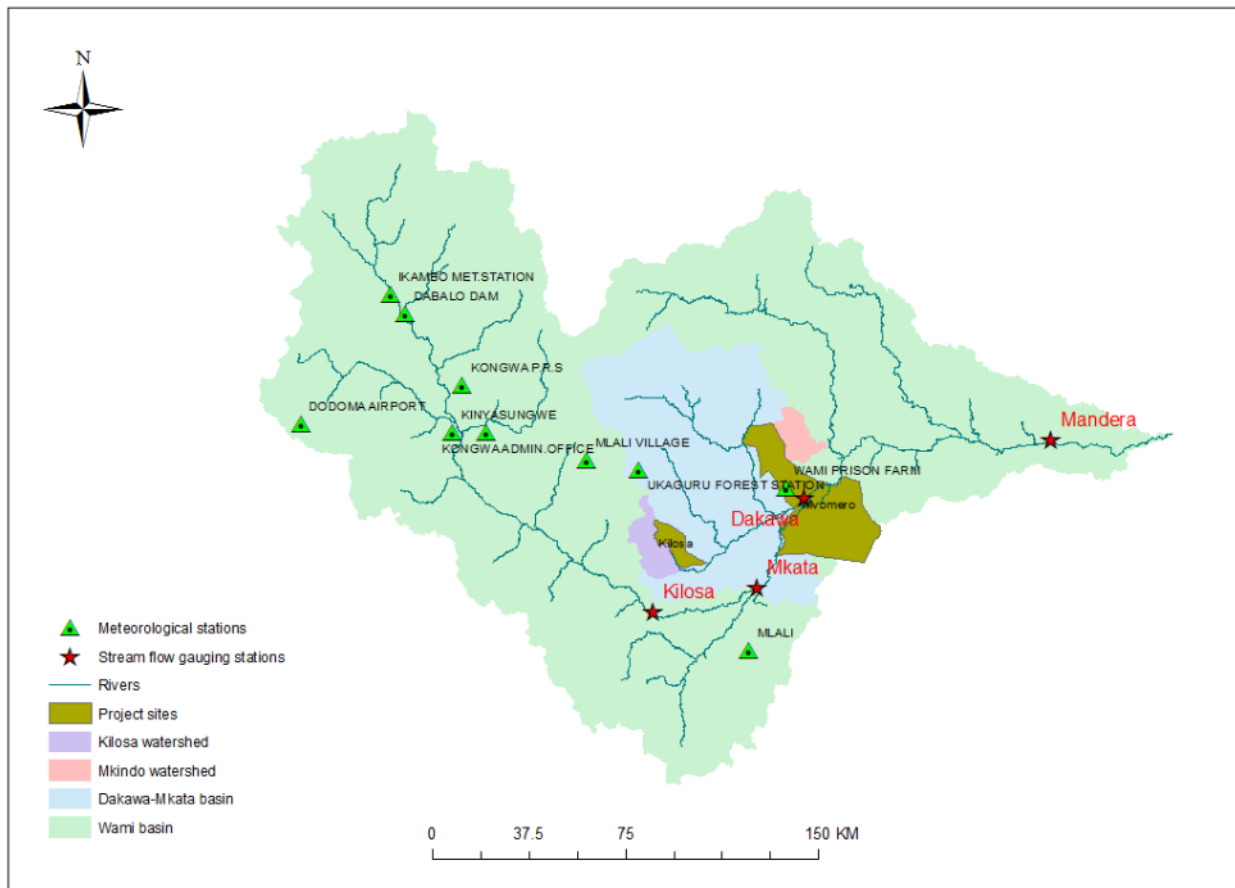 N
IKAMBO MET.STATION
DABALO DAM
KONGWA P.R.S
DODOMA AIRPORT
KINYASUNGWE
KONGWAADMIN.OFFICE
MLALI VILLAGE
Mandera
WAMI PRISON FARM
UKAGURU FOREST STATION
Mvomero
Dakawa
Kilosa
Mkata
Kilosa
MLALI
Meteorological stations
Stream flow gauging stations
Rivers
Project sites
Kilosa watershed
Mkindo watershed
Dakawa-Mkata basin
Wami basin
0 37.5 75 150 KM